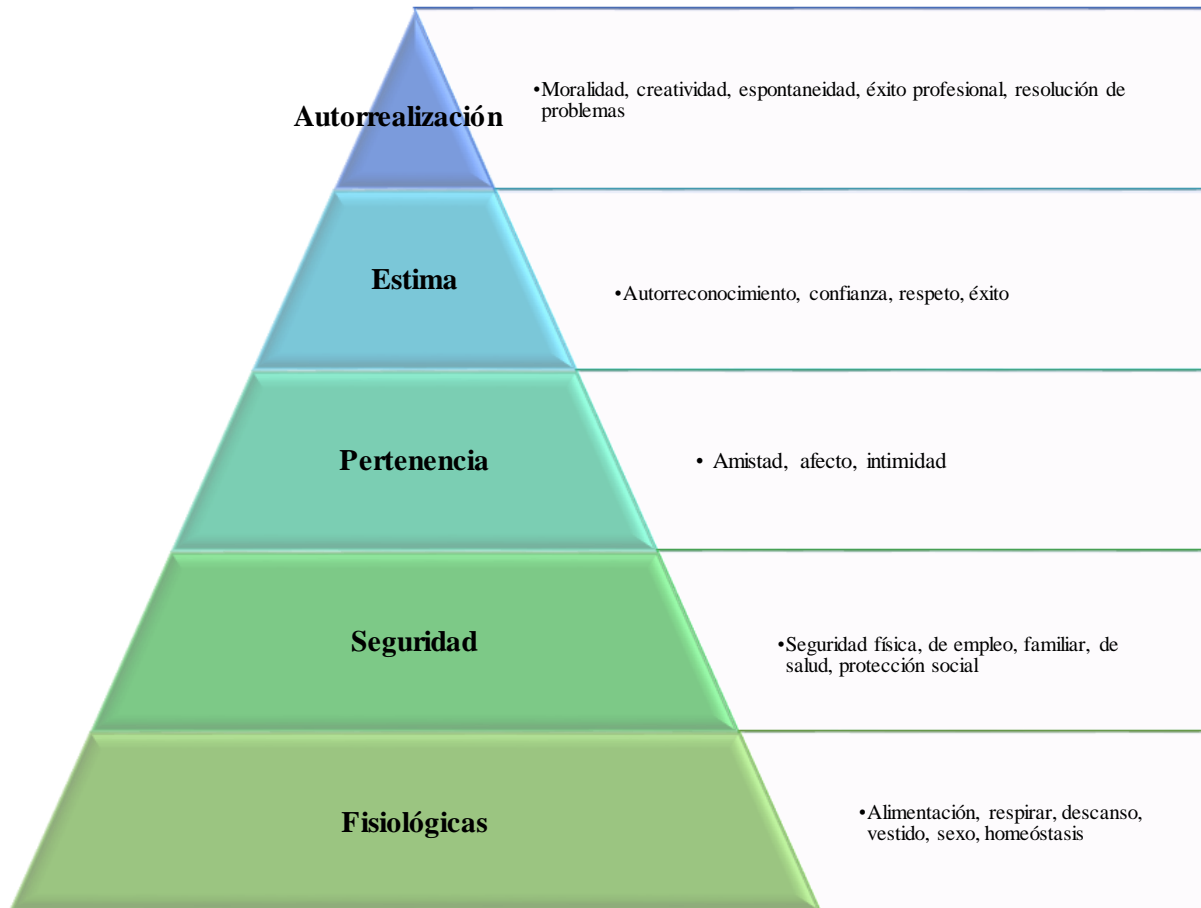 •Moralidad, creatividad, espontaneidad, éxito profesional, resolución de
problemas
Autorrealización
Estima
•Autorreconocimiento, confianza, respeto, éxito
Pertenencia
• Amistad, afecto, intimidad
Seguridad
•Seguridad física, de empleo, familiar, de
salud, protección social
Fisiológicas
•Alimentación, respirar, descanso,
vestido, sexo, homeóstasis